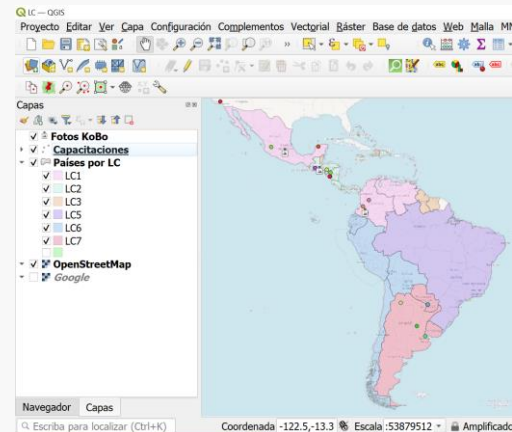 LC — QGIS
Proyecto Editar Ver Capa Configuración Complementos Vectorial Ráster Base de datos Web Malla
Capas
Fotos KoBo
Capacitaciones
Países por LC
LC1
LC2
LC3
LC5
LC6
LC7
OpenStreetMap
Google
Navegador Capas
Escriba para localizar (Ctrl+K) Coordenada -122.5,-13.3 Escala :53879512 Amplificado